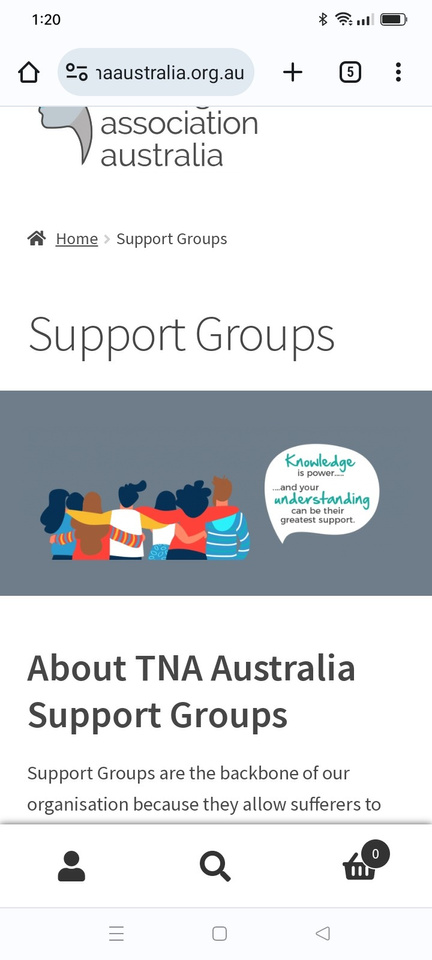 1:20
naaustralia.org.au
5
association
australia
Home > Support Groups
Support Groups
Knowledge
is power....
....and your
understanding
can be their
greatest support.
About TNA Australia
Support Groups
Support Groups are the backbone of our
organisation because they allow sufferers to
0